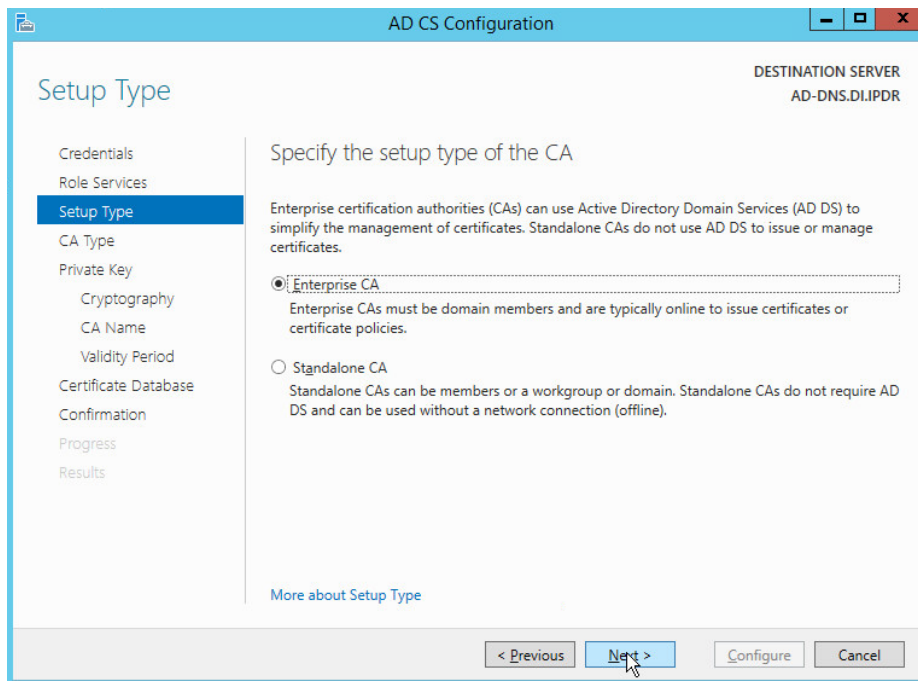 AD CS Configuration
Setup Type
DESTINATION SERVER
AD-DNS.DI.IPDR
Credentials
Role Services
Setup Type
CA Type
Private Key
Cryptography
CA Name
Validity Period
Certificate Database
Confirmation
Progress
Results
Specify the setup type of the CA
Enterprise certification authorities (CAs) can use Active Directory Domain Services (AD DS) to
simplify the management of certificates. Standalone CAs do not use AD DS to issue or manage
certificates.
Enterprise CA
Enterprise CAs must be domain members and are typically online to issue certificates or
certificate policies.
Standalone CA
Standalone CAs can be members or a workgroup or domain. Standalone CAs do not require AD
DS and can be used without a network connection (offline).
More about Setup Type
< Previous
Next >
Configure
Cancel